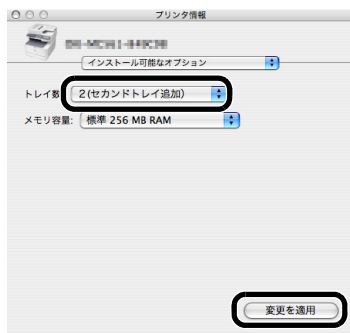 プリンタ情報
インストール可能なオプション
トレイ数: 2(セカンドトレイ追加)
メモリ容量: 標準 256 MB RAM
変更を適用